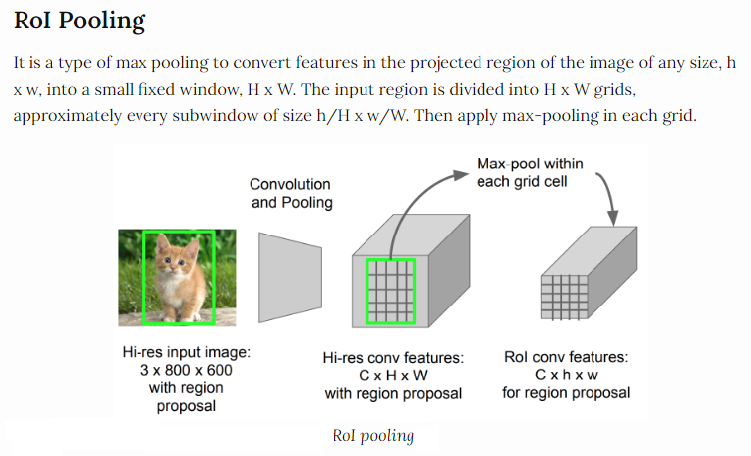 RoI Pooling
It is a type of max pooling to convert features in the projected region of the image of any size, h
x w, into a small fixed window, H x W. The input region is divided into H x W grids,
approximately every subwindow of size h/H x w/W. Then apply max-pooling in each grid.
Max-pool within
each grid cell
Convolution
and Pooling
Hi-res input image:
3 x 800 x 600
with region
proposal
Hi-res conv features:
C x H x W
with region proposal
RoI conv features:
C x h x w
for region proposal
RoI pooling